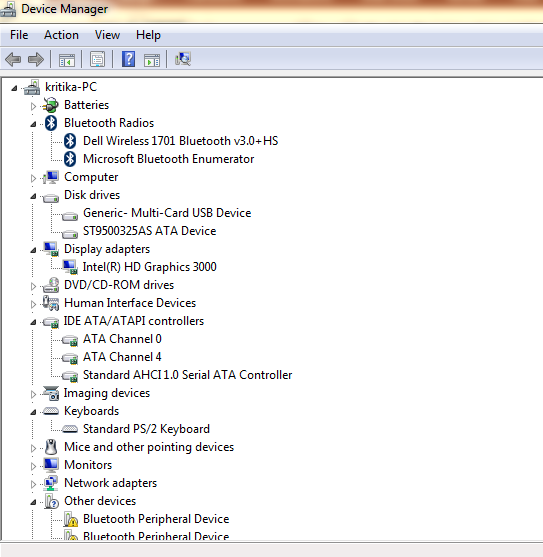 Device Manager
File Action View Help
kritika-PC
Batteries
Bluetooth Radios
Dell Wireless 1701 Bluetooth v3.0+HS
Microsoft Bluetooth Enumerator
Computer
Disk drives
Generic- Multi-Card USB Device
ST9500325AS ATA Device
Display adapters
Intel(R) HD Graphics 3000
DVD/CD-ROM drives
Human Interface Devices
IDE ATA/ATAPI controllers
ATA Channel 0
ATA Channel 4
Standard AHCI 1.0 Serial ATA Controller
Imaging devices
Keyboards
Standard PS/2 Keyboard
Mice and other pointing devices
Monitors
Network adapters
Other devices
Bluetooth Peripheral Device
Bluetooth Peripheral Device